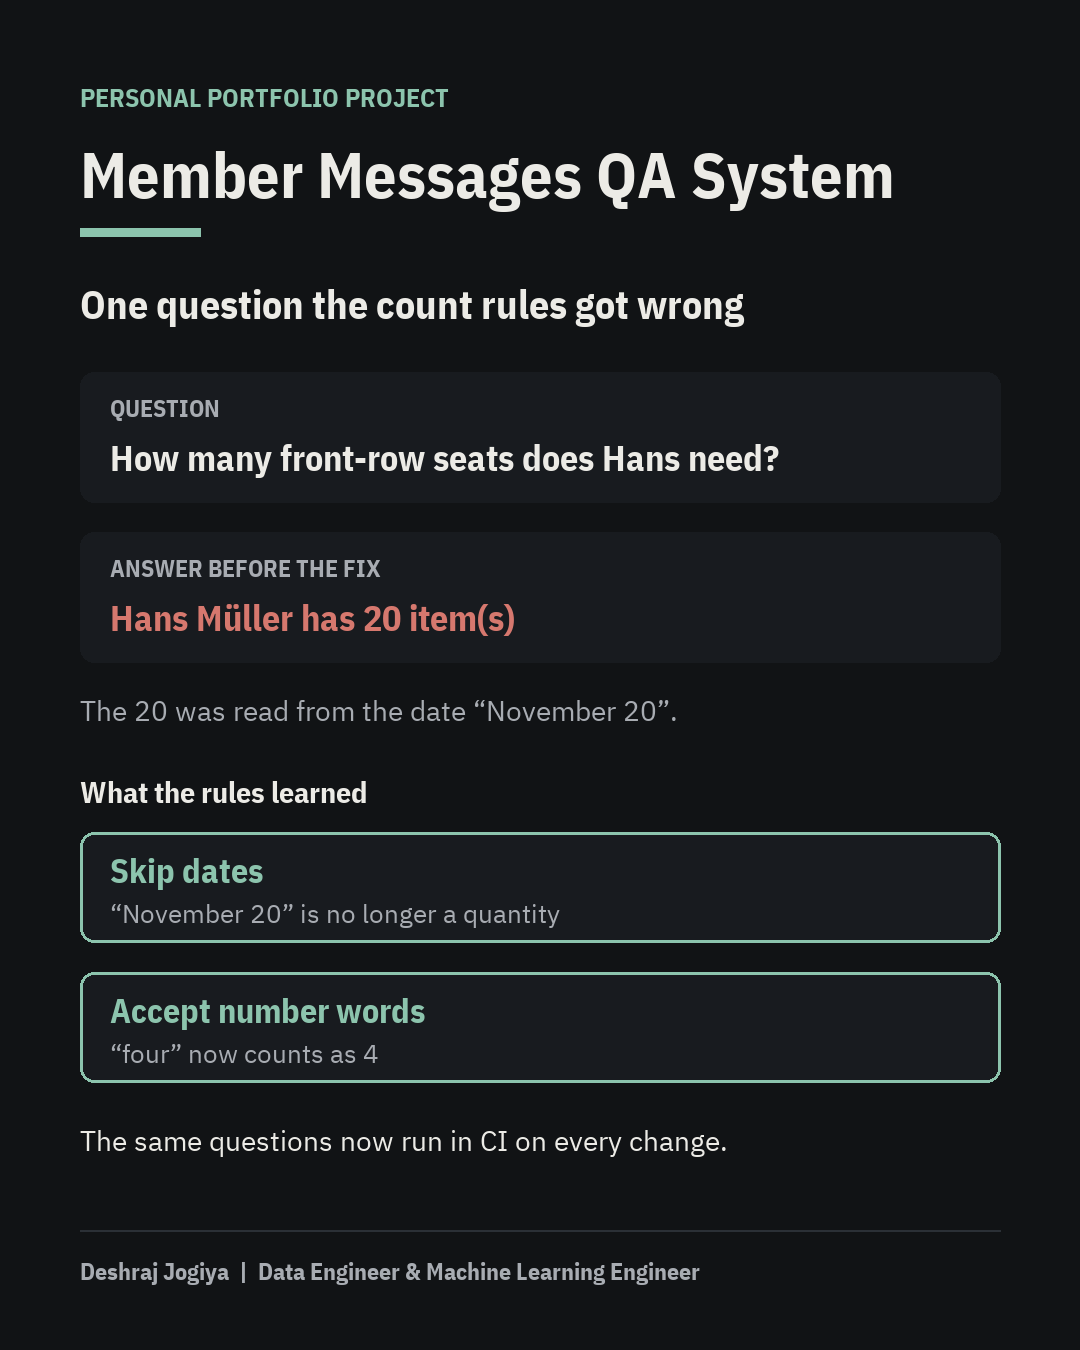 PERSONAL PORTFOLIO PROJECT
Member Messages QA System
One question the count rules got wrong
QUESTION
How many front-row seats does Hans need?
ANSWER BEFORE THE FIX
Hans Müller has 20 item(s)
The 20 was read from the date “November 20”.
What the rules learned
Skip dates
“November 20” is no longer a quantity
Accept number words
“four” now counts as 4
The same questions now run in CI on every change.
Deshraj Jogiya | Data Engineer & Machine Learning Engineer